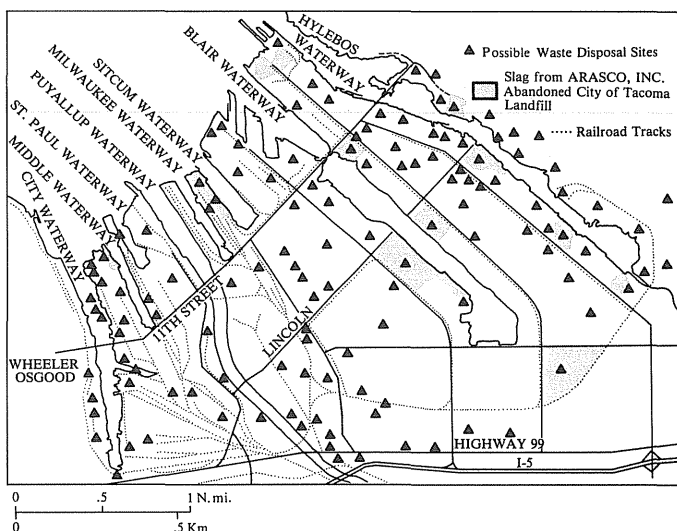 HYLEBOS
WATERWAY
BLAIR WATERWAY
SITCUM WATERWAY
MILWAUKEE WATERWAY
PUYALLUP WATERWAY
ST. PAUL WATERWAY
MIDDLE WATERWAY
CITY WATERWAY
Possible Waste Disposal Sites
Slag from ARASCO, INC.
Abandoned City of Tacoma
Landfill
Railroad Tracks
11TH STREET
LINCOLN
WHEELER
OSGOOD
HIGHWAY 99
I-5
0 .5 1 N. mi.
0 .5 Km